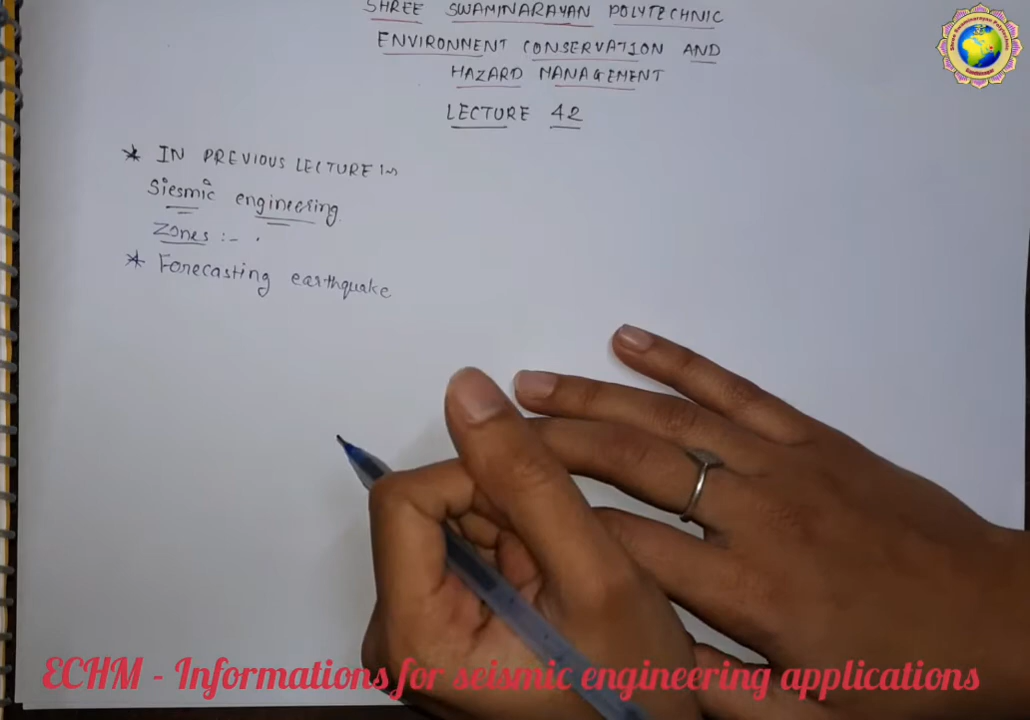 SHREE SWAMINARAYAN POLYTECHNIC
ENVIRONMENT CONSERVATION AND
HAZARD MANAGEMENT
LECTURE 42
* IN PREVIOUS LECTURE :~
Siesmic engineering
Zones :- .
* Forecasting earthquake
ECHM - Informations for seismic engineering applications